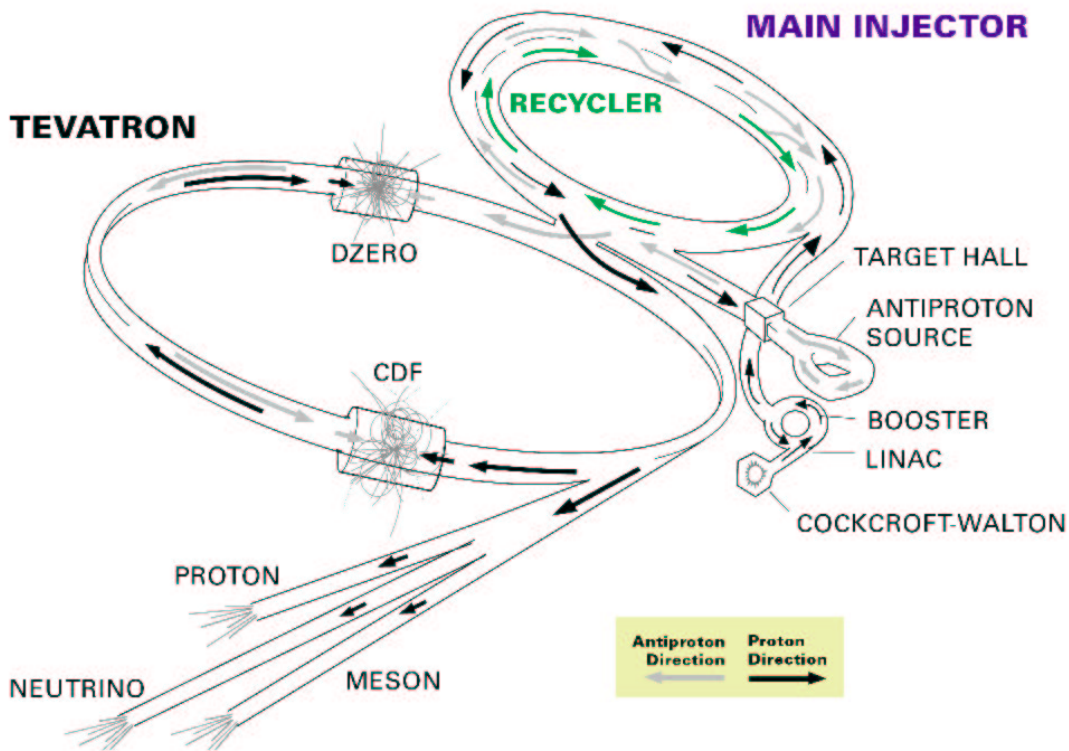 MAIN INJECTOR
RECYCLER
TEVATRON
DZERO
TARGET HALL
ANTIPROTON
SOURCE
CDF
BOOSTER
LINAC
COCKCROFT-WALTON
PROTON
NEUTRINO
MESON
Antiproton
Direction
Proton
Direction